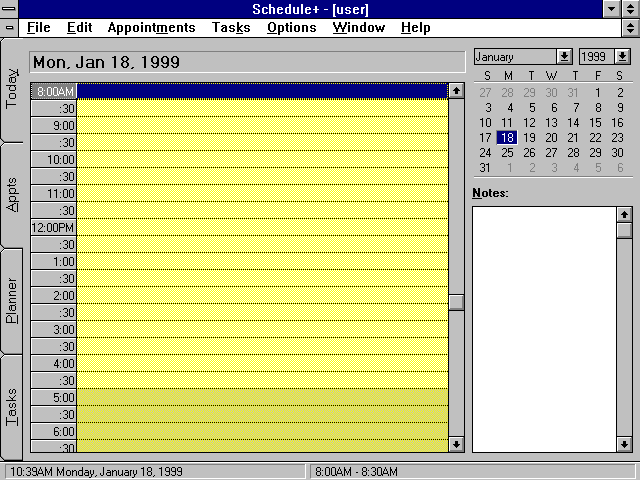 Schedule+ - [user]
File Edit Appointments Tasks Options Window Help
Today
Appts
Planner
Tasks
Mon, Jan 18, 1999
8:00AM
:30
9:00
:30
10:00
:30
11:00
:30
12:00PM
:30
1:00
:30
2:00
:30
3:00
:30
4:00
:30
5:00
:30
6:00
:30
January 1999
S M T W T F S
27 28 29 30 31 1 2
3 4 5 6 7 8 9
10 11 12 13 14 15 16
17 18 19 20 21 22 23
24 25 26 27 28 29 30
31 1 2 3 4 5 6
Notes:
10:39AM Monday, January 18, 1999
8:00AM - 8:30AM